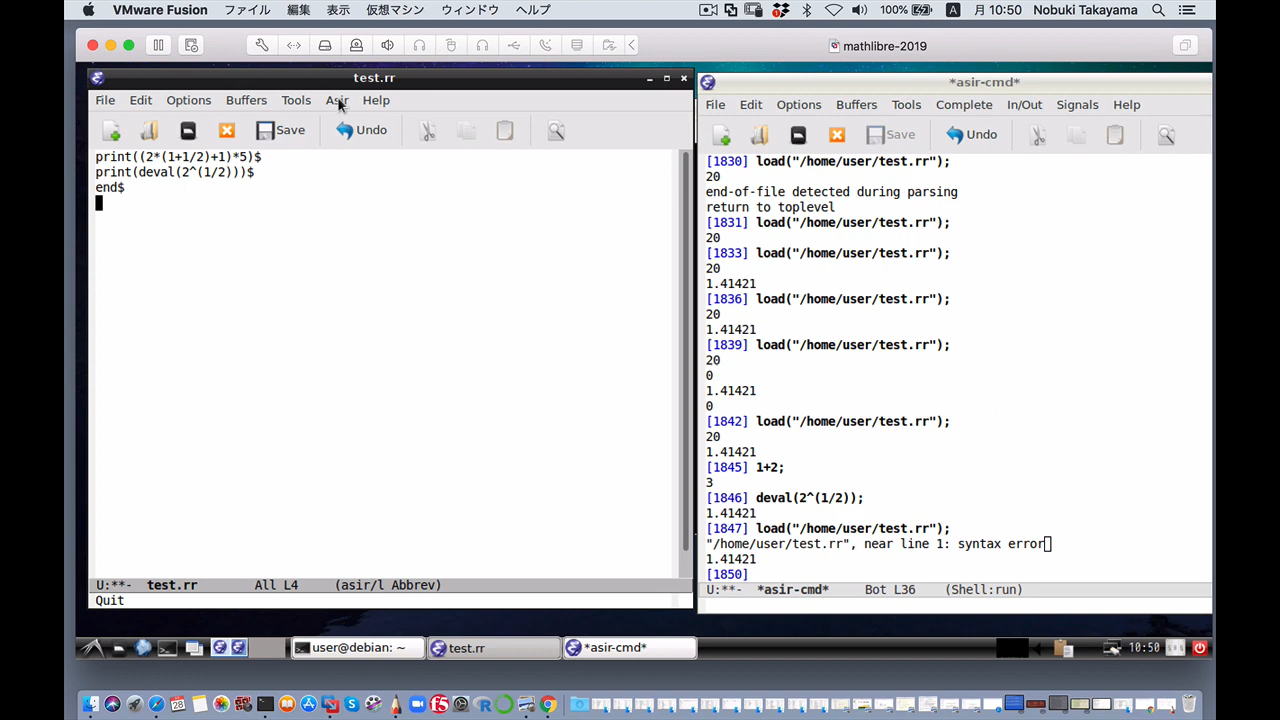 VMware Fusion ファイル 編集 表示 仮想マシン ウィンドウ ヘルプ 100% A 月 10:50 Nobuki Takayama
mathlibre-2019
test.rr
File Edit Options Buffers Tools Asir Help
Save Undo
print((2*(1+1/2)+1)*5)$
print(deval(2^(1/2)))$
end$
U:**- test.rr All L4 (asir/l Abbrev)
Quit
*asir-cmd*
File Edit Options Buffers Tools Complete In/Out Signals Help
Save Undo
[1830] load("/home/user/test.rr");
20
end-of-file detected during parsing
return to toplevel
[1831] load("/home/user/test.rr");
20
[1833] load("/home/user/test.rr");
20
1.41421
[1836] load("/home/user/test.rr");
20
1.41421
[1839] load("/home/user/test.rr");
20
0
1.41421
0
[1842] load("/home/user/test.rr");
20
1.41421
[1845] 1+2;
3
[1846] deval(2^(1/2));
1.41421
[1847] load("/home/user/test.rr");
"/home/user/test.rr", near line 1: syntax error
1.41421
[1850]
U:**- *asir-cmd* Bot L36 (Shell:run)
user@debian: ~ test.rr *asir-cmd* 10:50